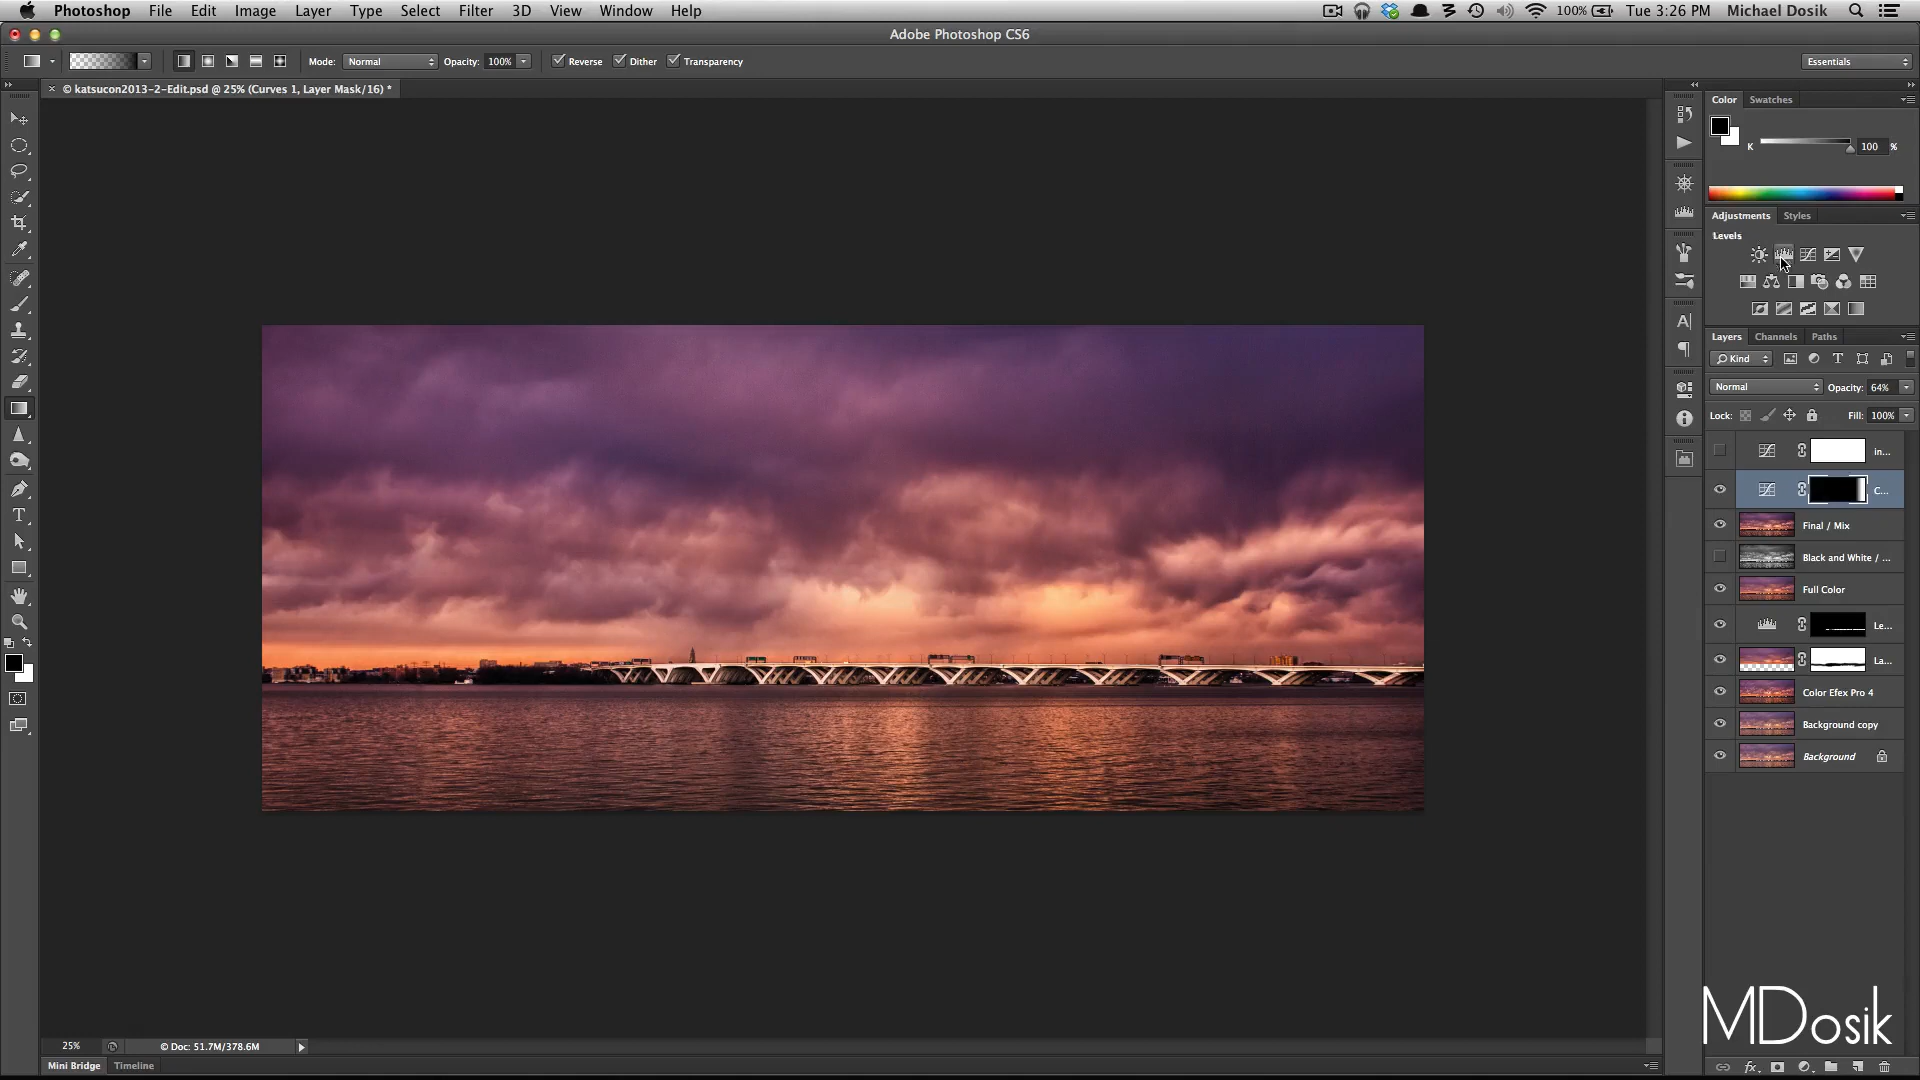 Photoshop File Edit Image Layer Type Select Filter 3D View Window Help 100% Tue 3:26 PM Michael Dosik
Adobe Photoshop CS6
Mode: Normal Opacity: 100% Reverse Dither Transparency Essentials
© katsucon2013-2-Edit.psd @ 25% (Curves 1, Layer Mask/16) *
Color Swatches
K 100 %
Adjustments Styles
Levels
Layers Channels Paths
Kind
Normal Opacity: 64%
Lock: Fill: 100%
in...
C...
Final / Mix
Black and White / ...
Full Color
Le...
La...
Color Efex Pro 4
Background copy
Background
MDosik
25% © Doc: 51.7M/378.6M
Mini Bridge Timeline